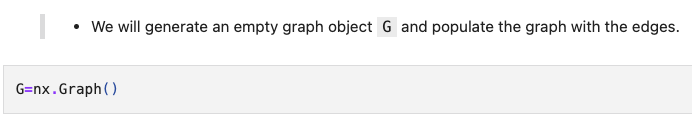 • We will generate an empty graph object G and populate the graph with the edges.
G=nx.Graph()